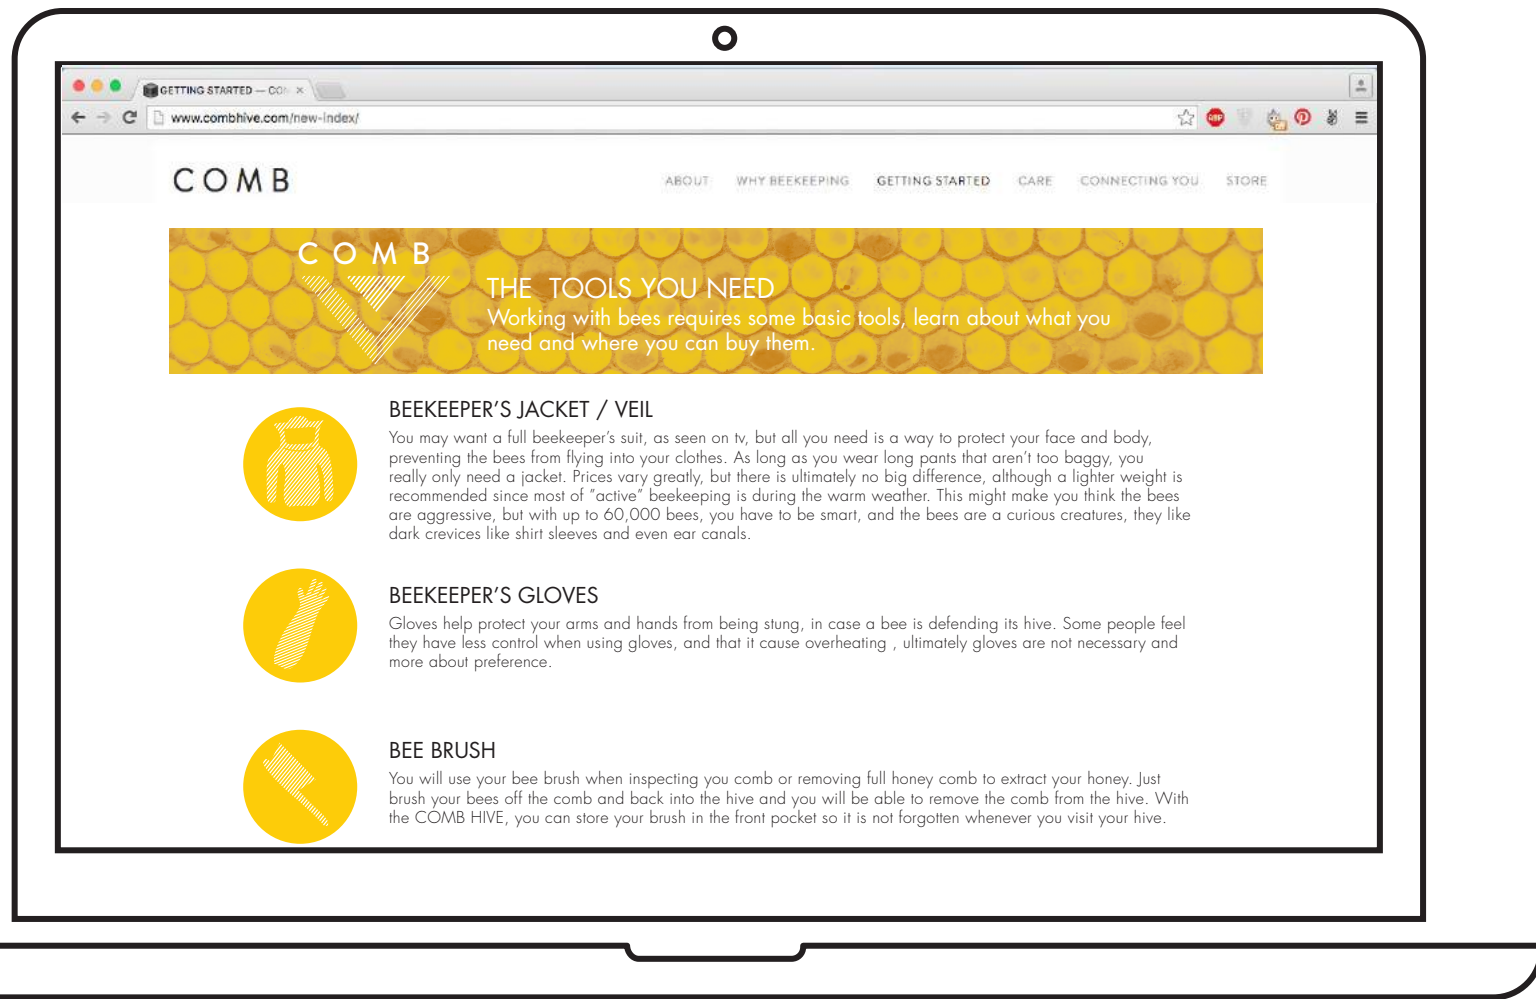 GETTING STARTED — CO
www.combhive.com/new-index/
ABP
COMB
ABOUT WHY BEEKEEPING GETTING STARTED CARE CONNECTING YOU STORE
COMB
THE TOOLS YOU NEED
Working with bees requires some basic tools, learn about what you
need and where you can buy them.
BEEKEEPER'S JACKET / VEIL
You may want a full beekeeper's suit, as seen on tv, but all you need is a way to protect your face and body,
preventing the bees from flying into your clothes. As long as you wear long pants that aren't too baggy, you
really only need a jacket. Prices vary greatly, but there is ultimately no big difference, although a lighter weight is
recommended since most of "active" beekeeping is during the warm weather. This might make you think the bees
are aggressive, but with up to 60,000 bees, you have to be smart, and the bees are a curious creatures, they like
dark crevices like shirt sleeves and even ear canals.
BEEKEEPER'S GLOVES
Gloves help protect your arms and hands from being stung, in case a bee is defending its hive. Some people feel
they have less control when using gloves, and that it cause overheating , ultimately gloves are not necessary and
more about preference.
BEE BRUSH
You will use your bee brush when inspecting you comb or removing full honey comb to extract your honey. Just
brush your bees off the comb and back into the hive and you will be able to remove the comb from the hive. With
the COMB HIVE, you can store your brush in the front pocket so it is not forgotten whenever you visit your hive.